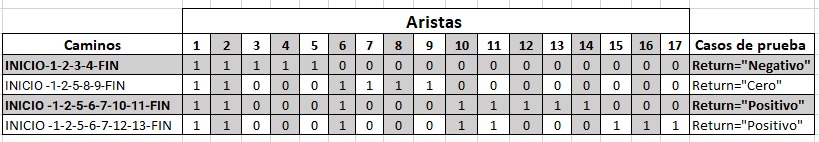 Aristas
Caminos 1 2 3 4 5 6 7 8 9 10 11 12 13 14 15 16 17 Casos de prueba
INICIO-1-2-3-4-FIN 1 1 1 1 1 0 0 0 0 0 0 0 0 0 0 0 0 Return="Negativo"
INICIO -1-2-5-8-9-FIN 1 1 0 0 0 1 1 1 1 0 0 0 0 0 0 0 0 Return="Cero"
INICIO -1-2-5-6-7-10-11-FIN 1 1 0 0 0 1 0 0 0 1 1 1 1 1 0 0 0 Return="Positivo"
INICIO -1-2-5-6-7-12-13-FIN 1 1 0 0 0 1 0 0 0 1 1 0 0 0 1 1 1 Return="Positivo"